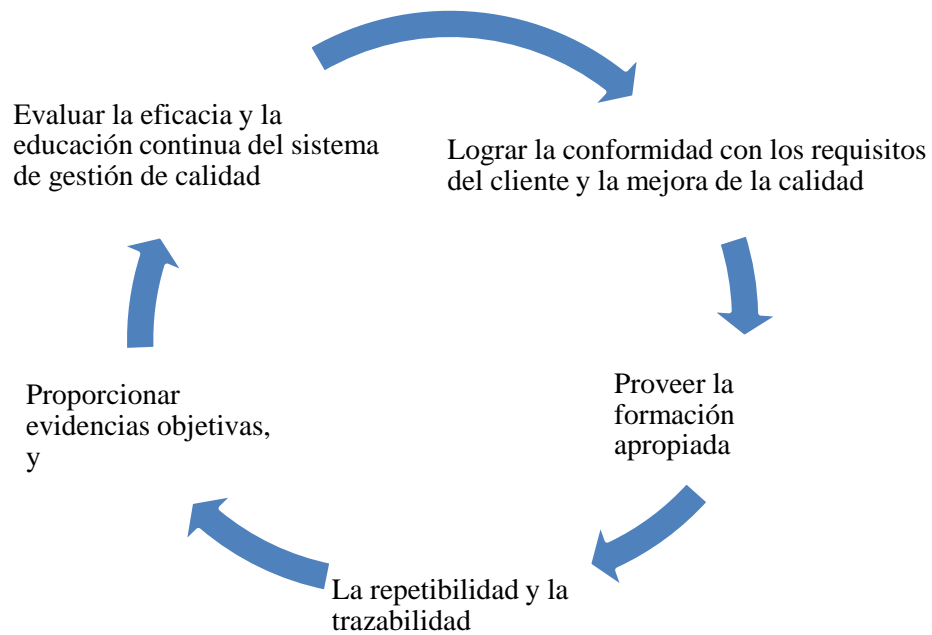 Evaluar la eficacia y la
educación continua del sistema
de gestión de calidad
Lograr la conformidad con los requisitos
del cliente y la mejora de la calidad
Proveer la
formación
apropiada
La repetibilidad y la
trazabilidad
Proporcionar
evidencias objetivas,
y